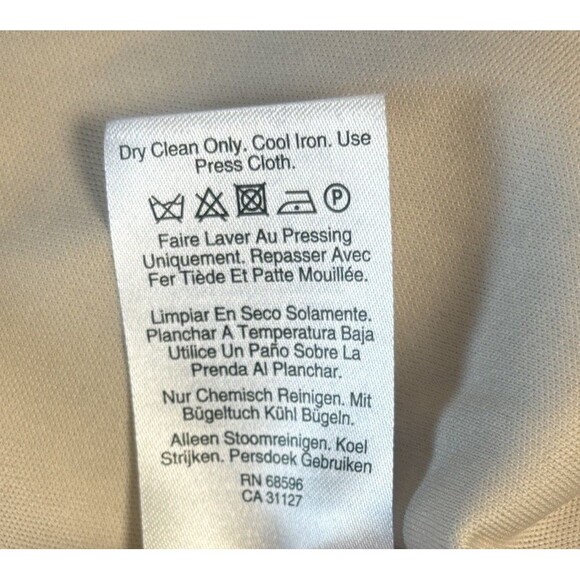 Dry Clean Only. Cool Iron. Use
Press Cloth.
P
Faire Laver Au Pressing
Uniquement. Repasser Avec
Fer Tiède Et Patte Mouillée.
Limpiar En Seco Solamente.
Planchar A Temperatura Baja
Utilice Un Paño Sobre La
Prenda Al Planchar.
Nur Chemisch Reinigen. Mit
Bügeltuch Kühl Bügeln.
Alleen Stoomreinigen. Koel
Strijken. Persdoek Gebruiken
RN 68596
CA 31127